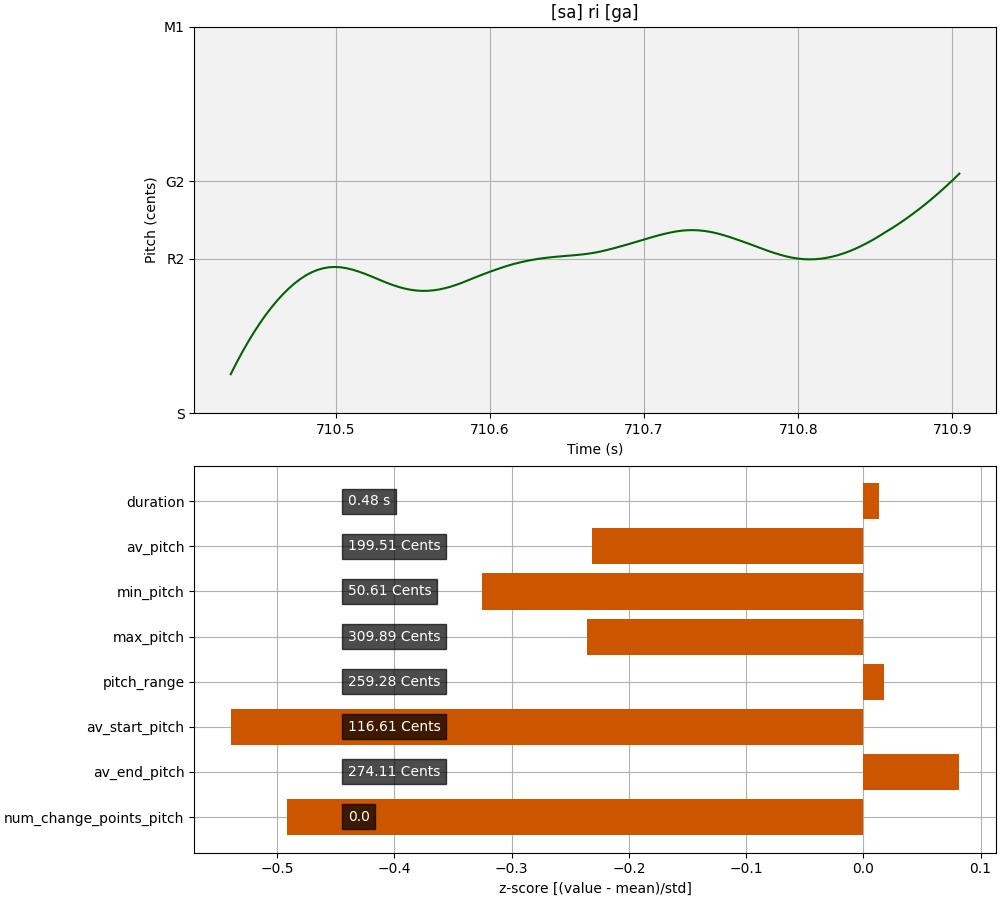 [sa] ri [ga]
M1
G2
R2
S
Pitch (cents)
710.5 710.6 710.7 710.8 710.9
Time (s)
duration 0.48 s
av_pitch 199.51 Cents
min_pitch 50.61 Cents
max_pitch 309.89 Cents
pitch_range 259.28 Cents
av_start_pitch 116.61 Cents
av_end_pitch 274.11 Cents
num_change_points_pitch 0.0
−0.5 −0.4 −0.3 −0.2 −0.1 0.0 0.1
z-score [(value - mean)/std]